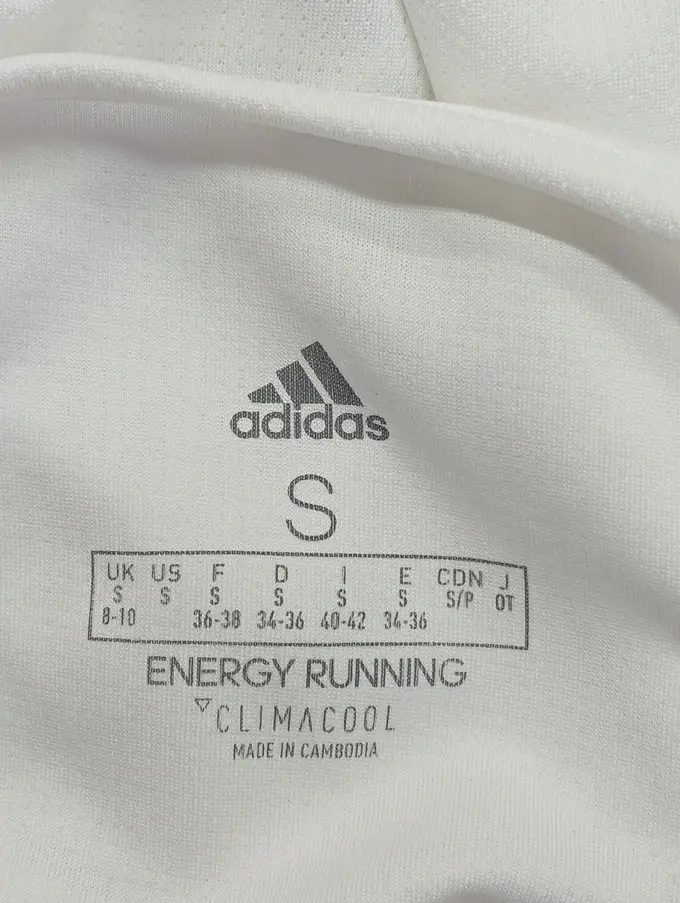 adidas
S
UK US F D I E CDN J
S S S S S S S/P OT
8-10 36-38 34-36 40-42 34-36
ENERGY RUNNING
CLIMACOOL
MADE IN CAMBODIA